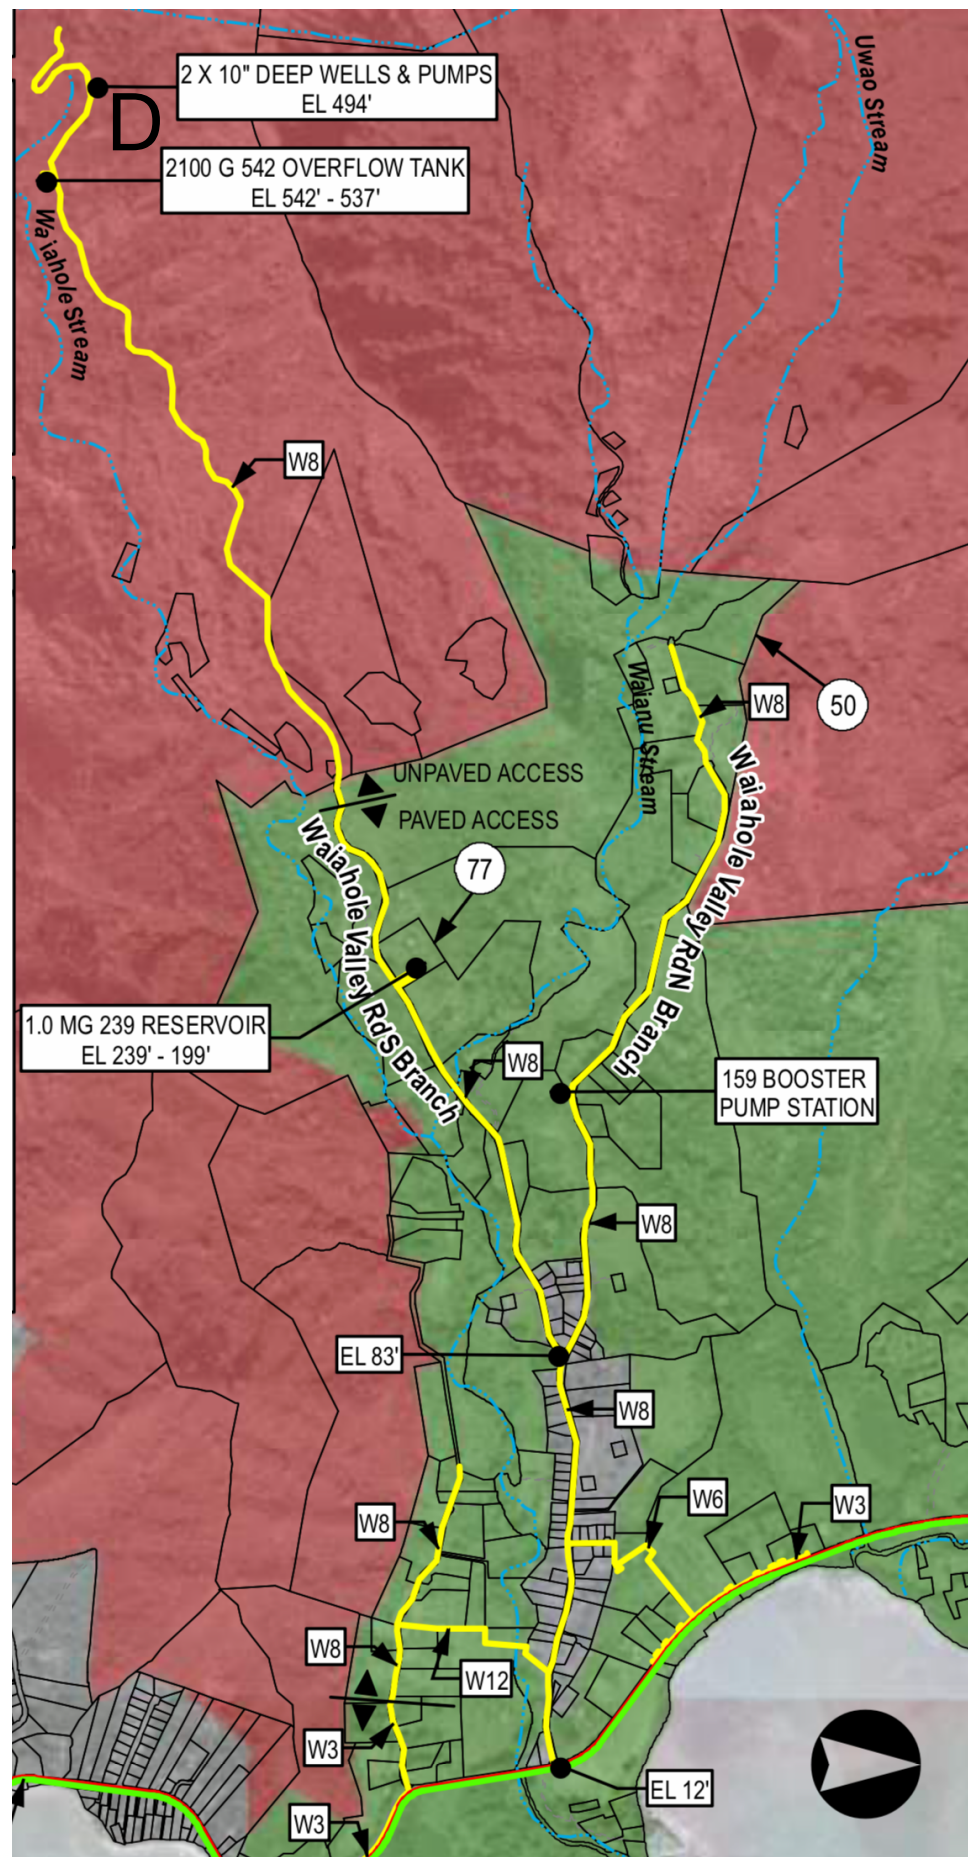 2 X 10" DEEP WELLS & PUMPS
EL 494'
D
2100 G 542 OVERFLOW TANK
EL 542' - 537'
Uwao Stream
Waiahole Stream
W8
50
W8
Waianu Stream
UNPAVED ACCESS
PAVED ACCESS
Waiahole Valley Rd N Branch
Waiahole Valley Rd S Branch
77
1.0 MG 239 RESERVOIR
EL 239' - 199'
W8
159 BOOSTER
PUMP STATION
W8
EL 83'
W8
W6
W3
W8
W8
W12
W3
EL 12'
W3